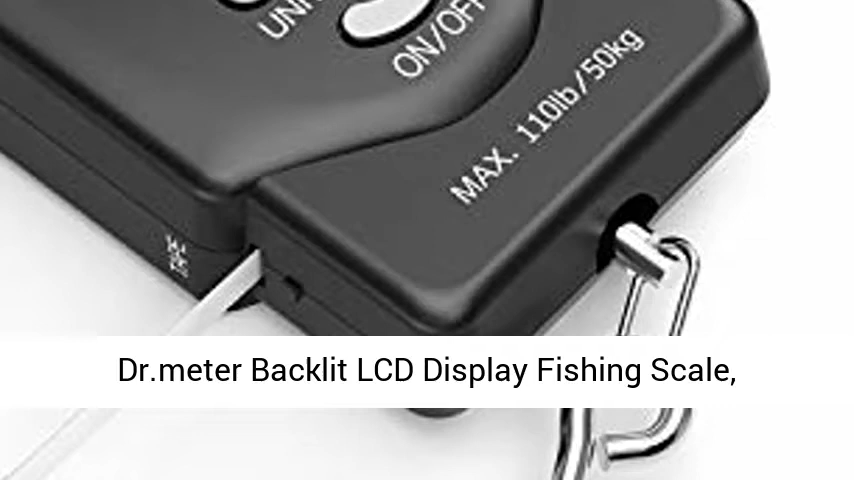 ON/OFF
MAX. 110lb/50kg
Dr.meter Backlit LCD Display Fishing Scale,